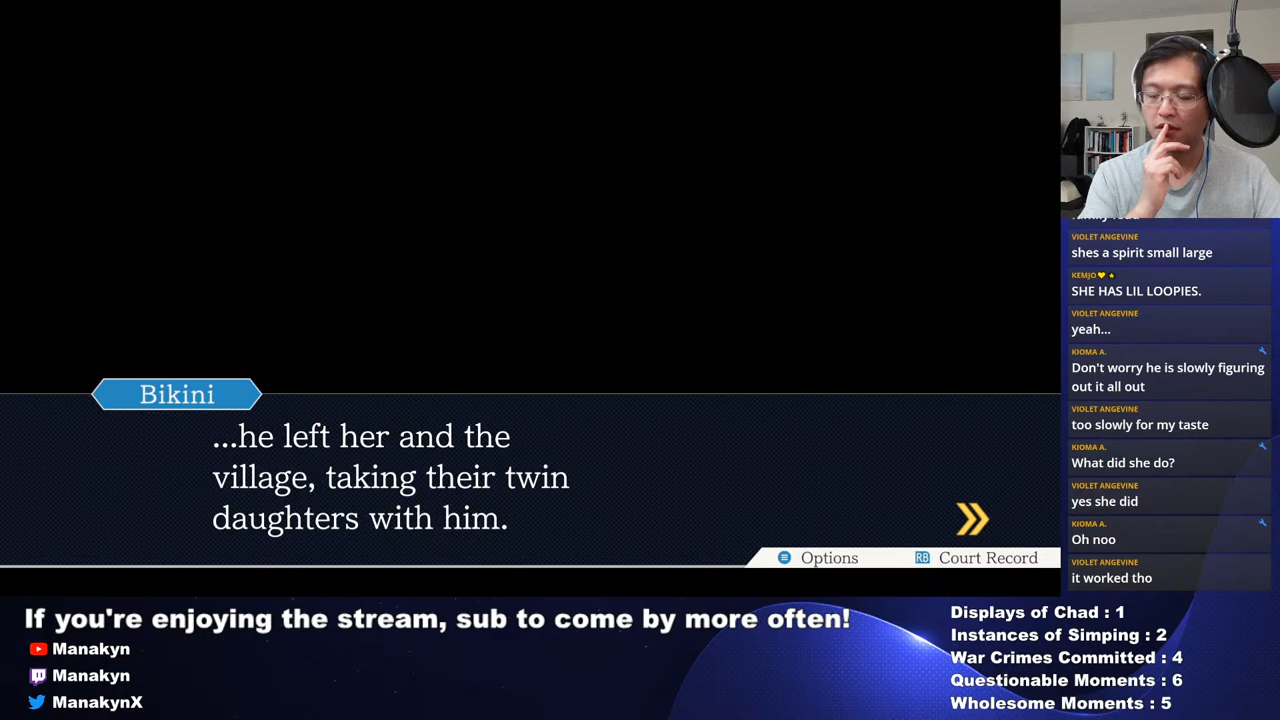 Bikini
...he left her and the
village, taking their twin
daughters with him.
Options
RB Court Record
VIOLET ANGEVINE
shes a spirit small large
KEMJO
SHE HAS LIL LOOPIES.
VIOLET ANGEVINE
yeah...
KIOMA A.
Don't worry he is slowly figuring
out it all out
VIOLET ANGEVINE
too slowly for my taste
KIOMA A.
What did she do?
VIOLET ANGEVINE
yes she did
KIOMA A.
Oh noo
VIOLET ANGEVINE
it worked tho
If you're enjoying the stream, sub to come by more often!
Manakyn
Manakyn
ManakynX
Displays of Chad : 1
Instances of Simping : 2
War Crimes Committed : 4
Questionable Moments : 6
Wholesome Moments : 5